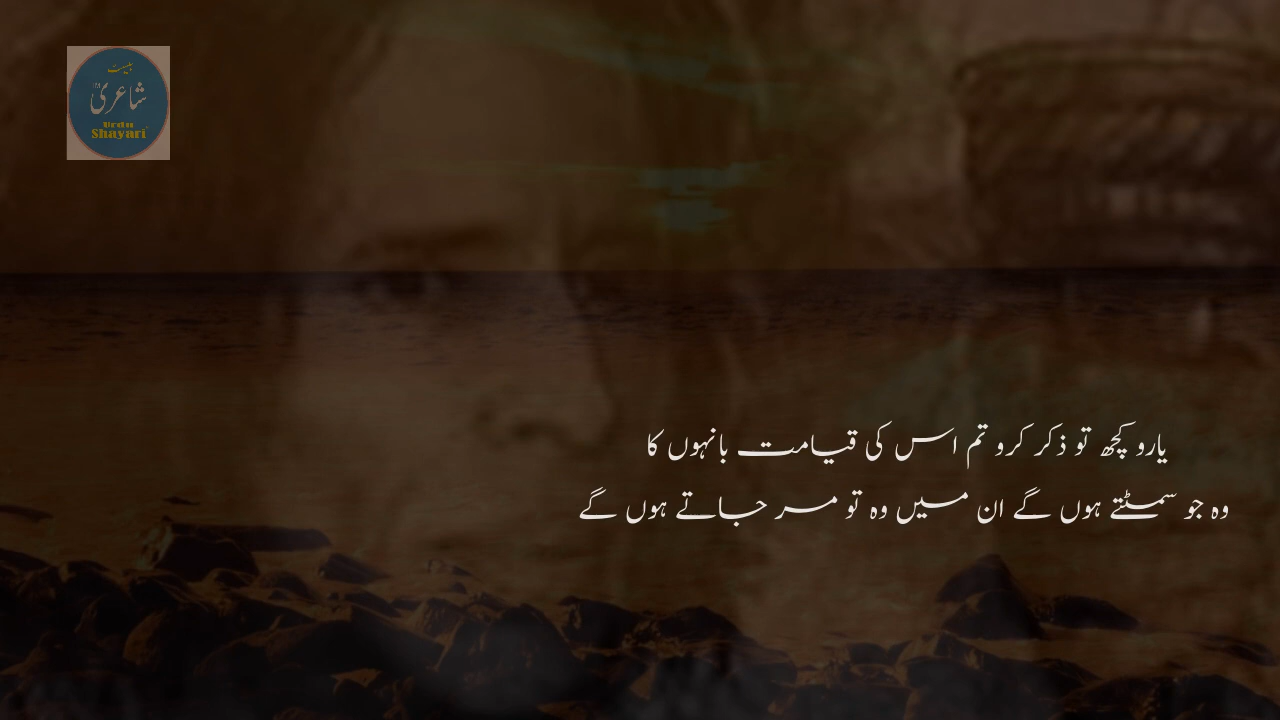 بیسٹ
شاعری
Urdu
Shayari
یارو کچھ تو ذکر کرو تم اس کی قیامت بانہوں کا
وہ جو سمٹتے ہوں گے ان میں وہ تو مر جاتے ہوں گے